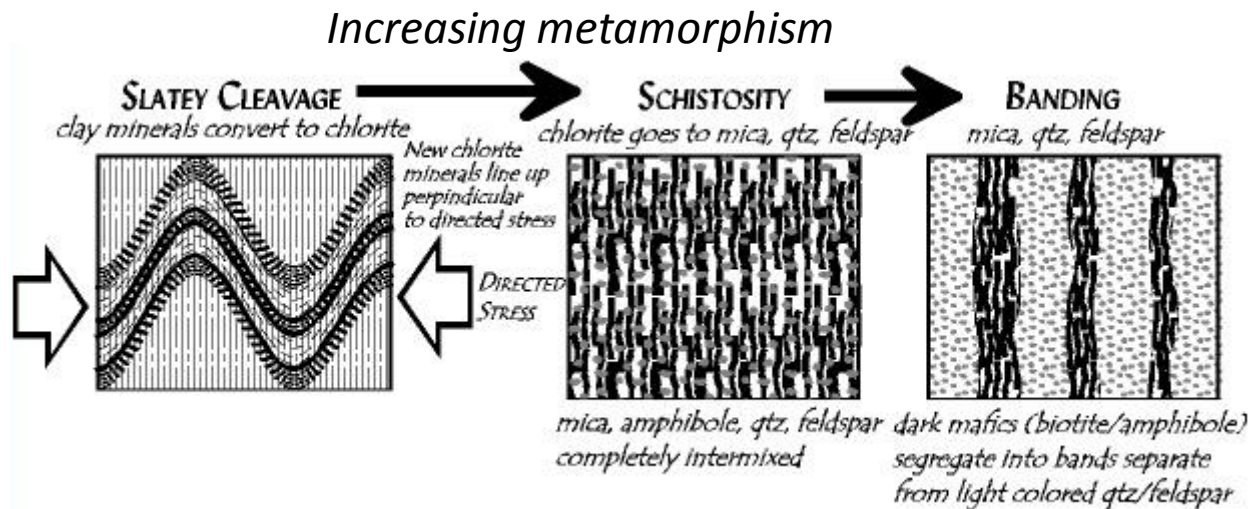 Increasing metamorphism
SLATEY CLEAVAGE
clay minerals convert to chlorite
New chlorite
minerals line up
perpindicular
to directed stress
DIRECTED
STRESS
SCHISTOSITY
chlorite goes to mica, qtz, feldspar
mica, amphibole, qtz, feldspar
completely intermixed
BANDING
mica, qtz, feldspar
dark mafics (biotite/amphibole)
segregate into bands separate
from light colored qtz/feldspar